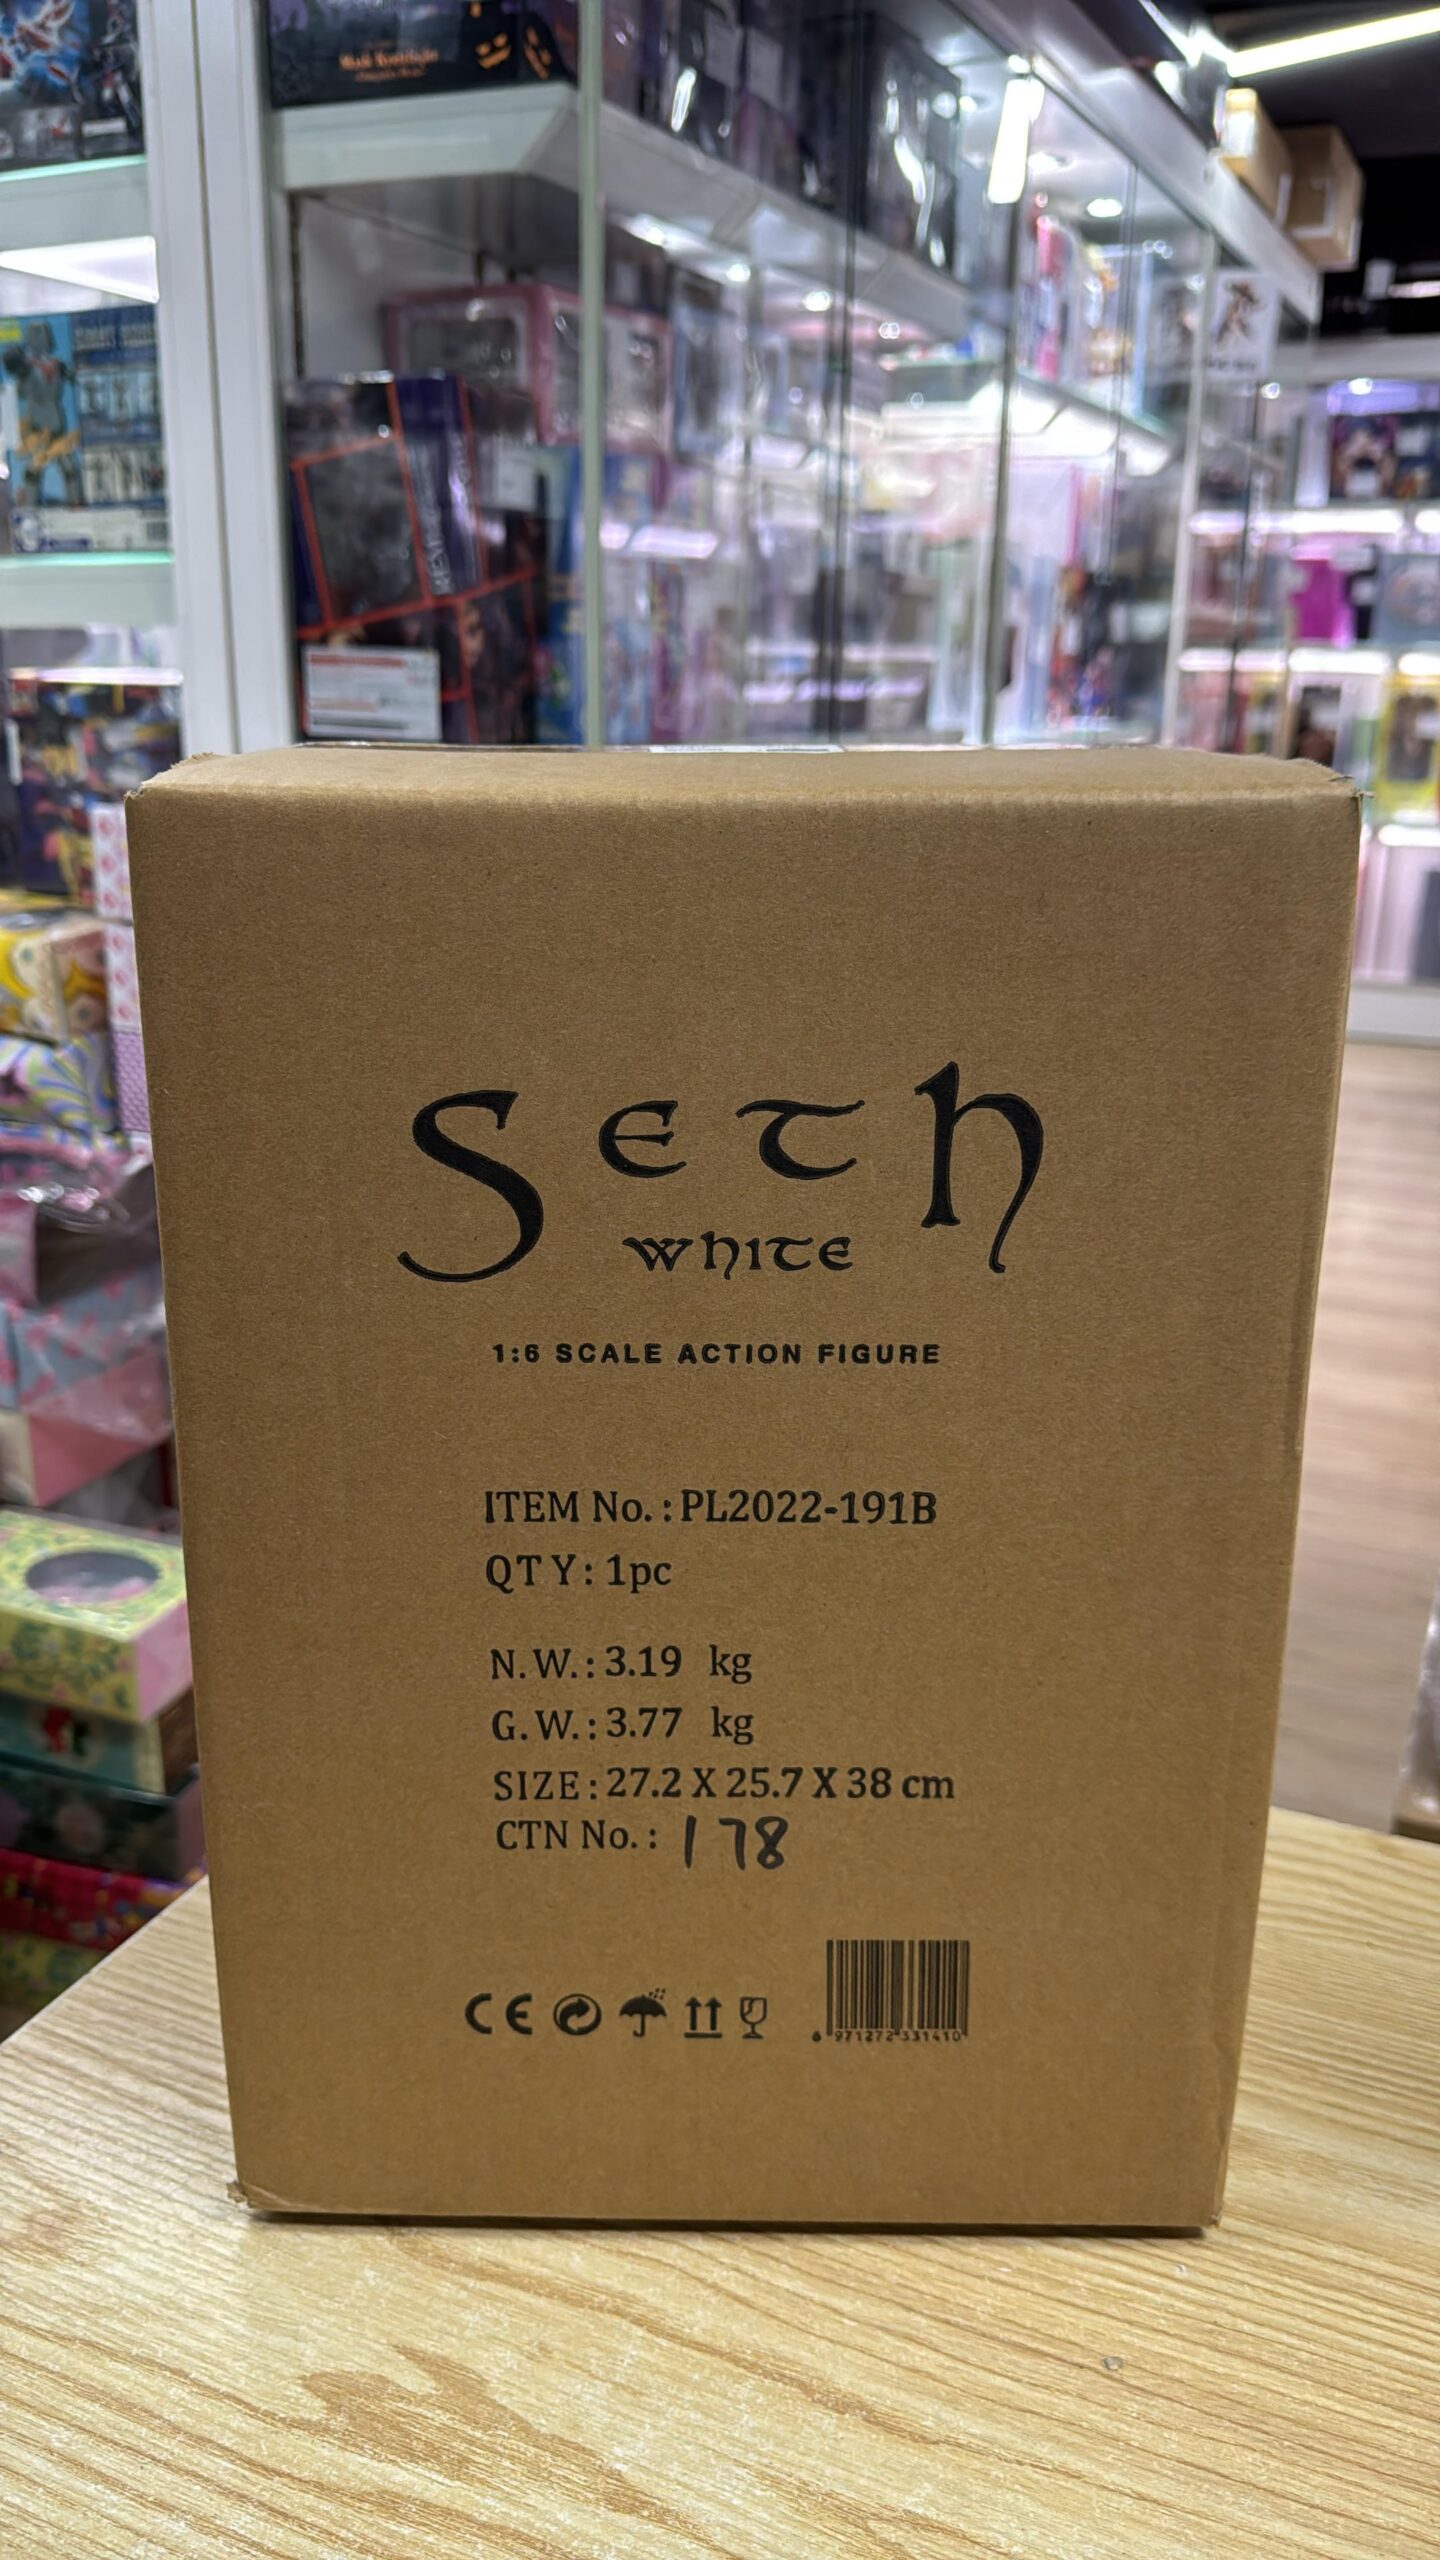 SETH
WHITE
1:6 SCALE ACTION FIGURE
ITEM No.: PL2022-191B
QTY: 1pc
N.W.: 3.19 kg
G.W.: 3.77 kg
SIZE: 27.2 X 25.7 X 38 cm
CTN No.: 178
CE
6 971272 331410